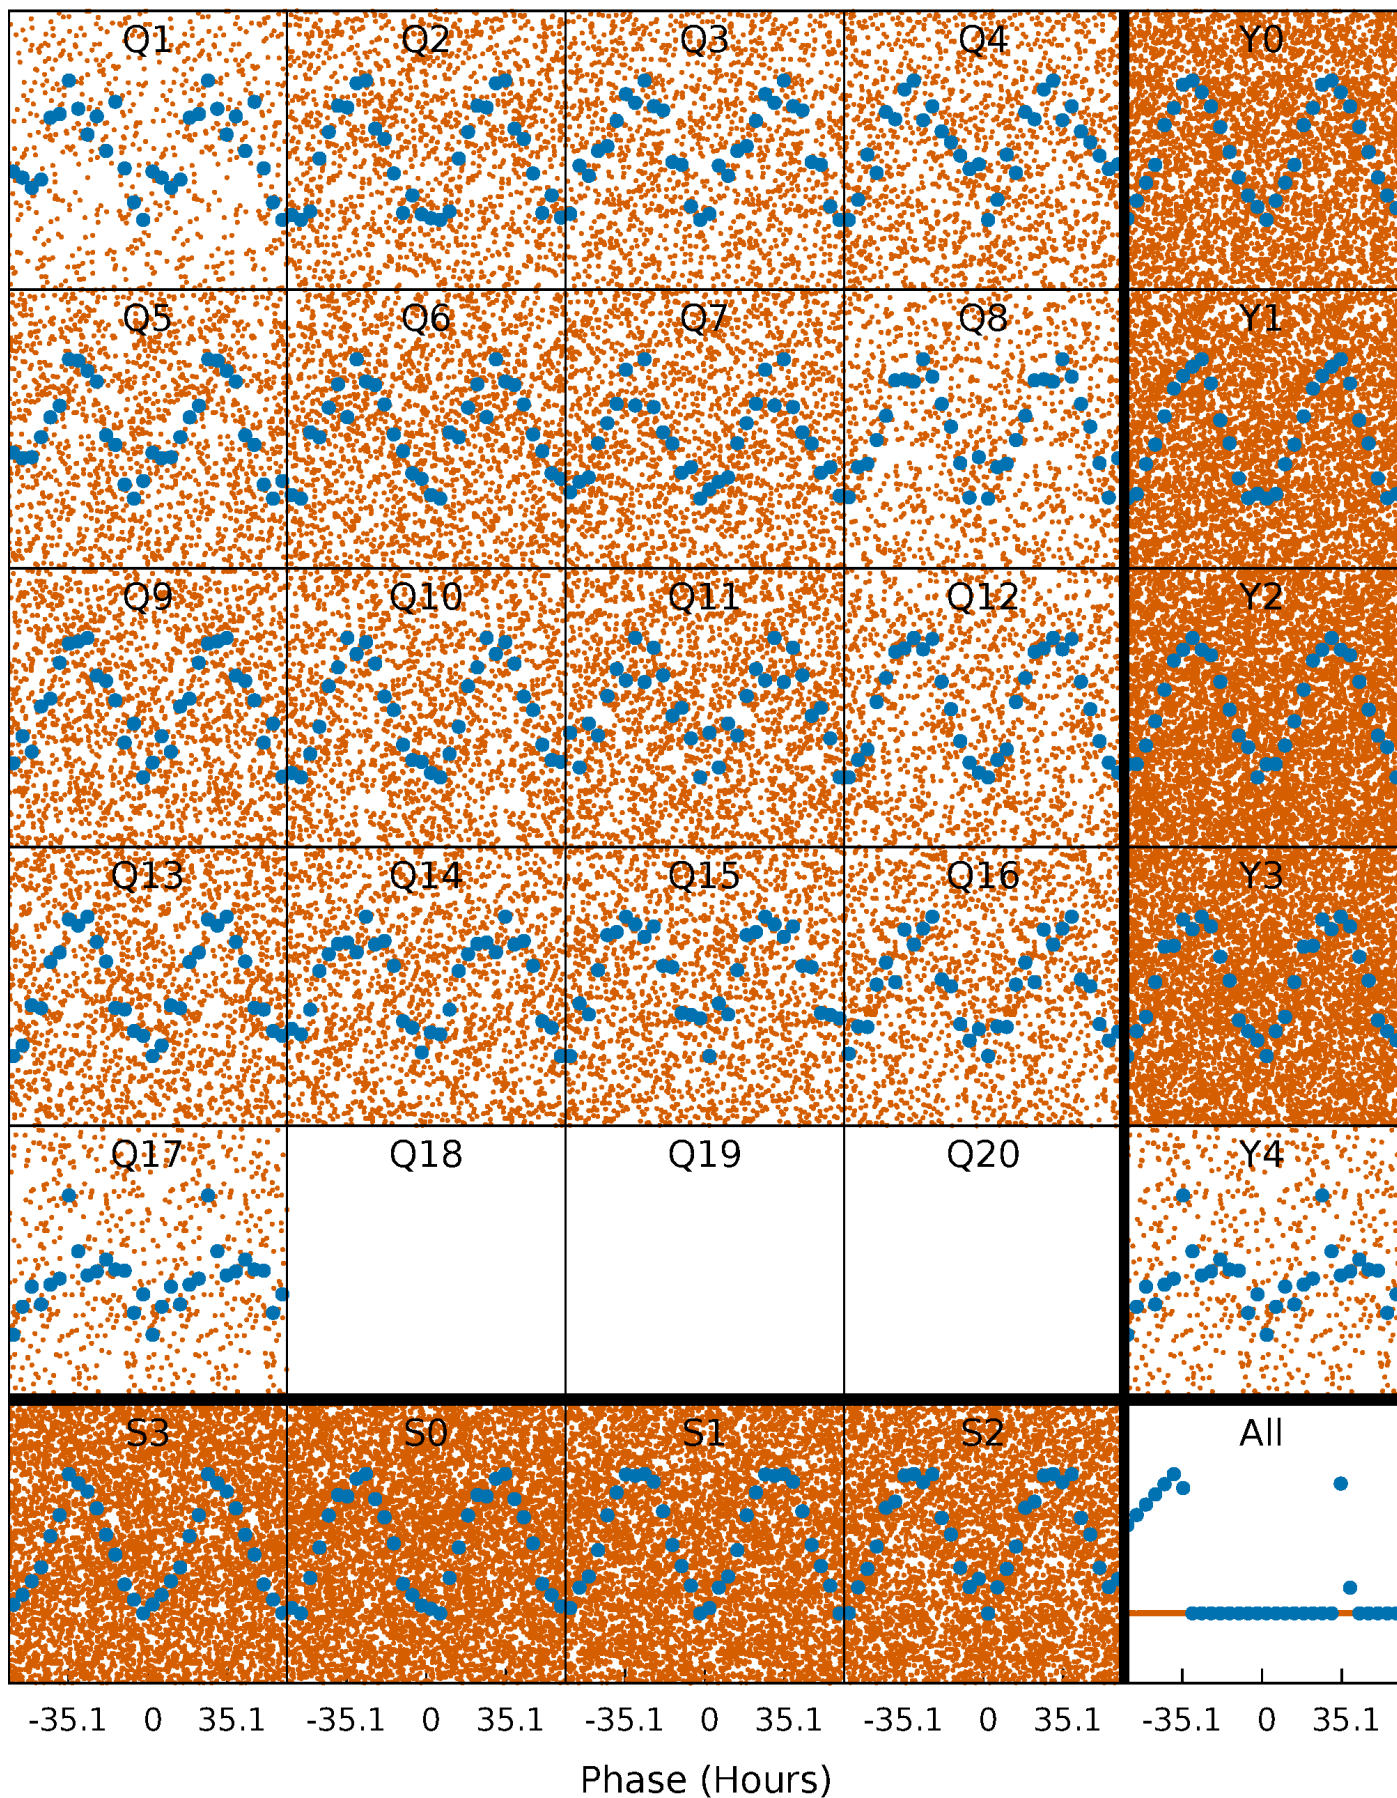 Q1 Q2 Q3 Q4 Y0
Q5 Q6 Q7 Q8 Y1
Q9 Q10 Q11 Q12 Y2
Q13 Q14 Q15 Q16 Y3
Q17 Q18 Q19 Q20 Y4
S3 S0 S1 S2 All
-35.1 0 35.1 -35.1 0 35.1 -35.1 0 35.1 -35.1 0 35.1 -35.1 0 35.1
Phase (Hours)